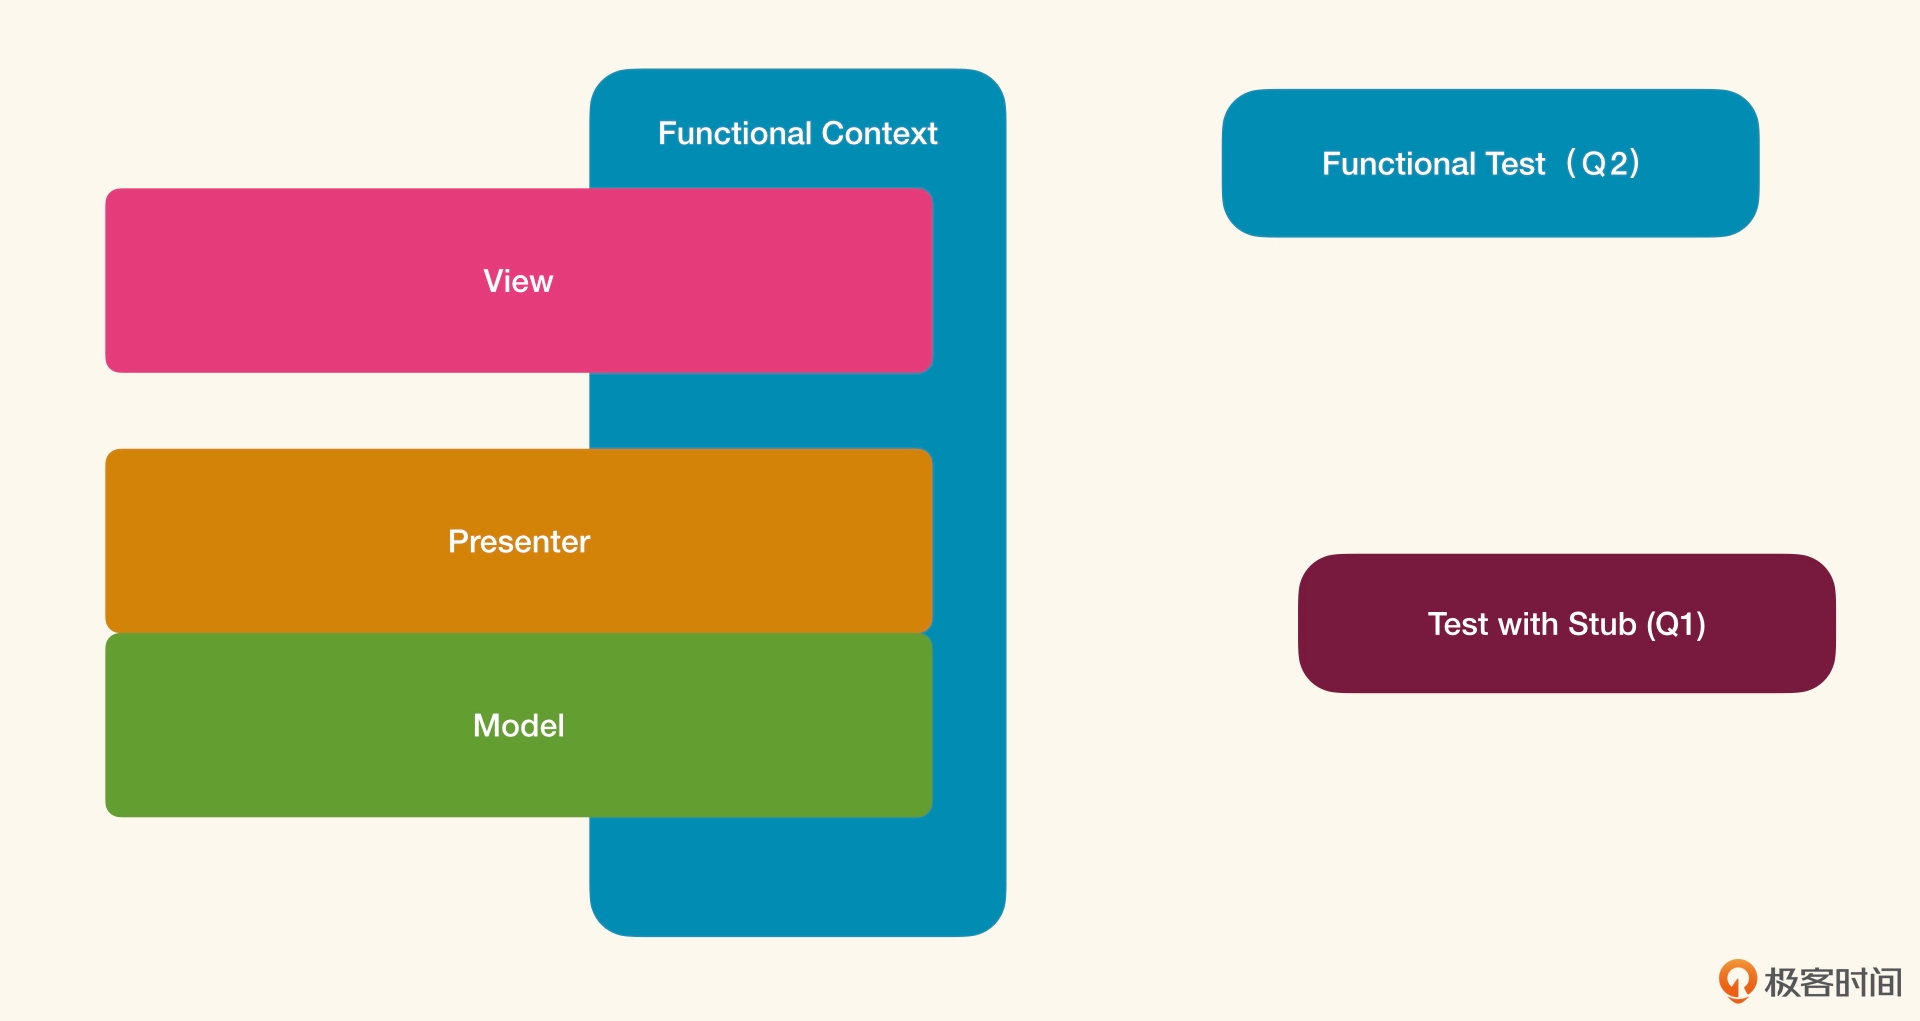 Functional Context
Functional Test（Q2）
View
Presenter
Test with Stub (Q1)
Model
极客时间